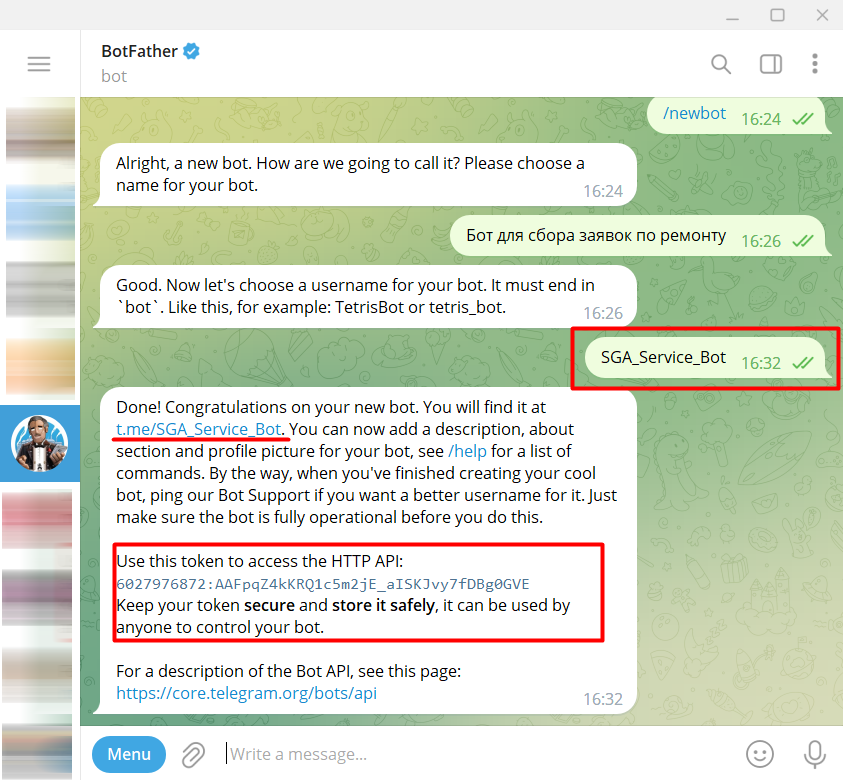 BotFather
bot
/newbot 16:24
Alright, a new bot. How are we going to call it? Please choose a
name for your bot.
16:24
Бот для сбора заявок по ремонту 16:26
Good. Now let's choose a username for your bot. It must end in
`bot`. Like this, for example: TetrisBot or tetris_bot.
16:26
SGA_Service_Bot 16:32
Done! Congratulations on your new bot. You will find it at
t.me/SGA_Service_Bot. You can now add a description, about
section and profile picture for your bot, see /help for a list of
commands. By the way, when you've finished creating your cool
bot, ping our Bot Support if you want a better username for it. Just
make sure the bot is fully operational before you do this.
Use this token to access the HTTP API:
6027976872:AAFpqZ4kKRQ1c5m2jE_aISKJvy7fDBg0GVE
Keep your token secure and store it safely, it can be used by
anyone to control your bot.
For a description of the Bot API, see this page:
https://core.telegram.org/bots/api
16:32
Menu
Write a message...